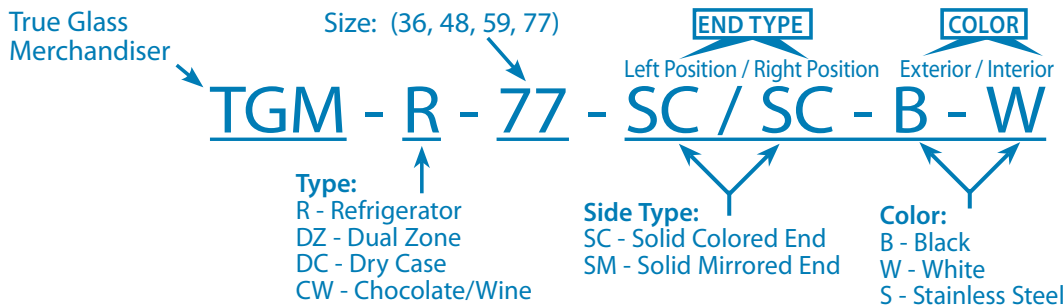 True Glass
Merchandiser
Size: (36, 48, 59, 77)
END TYPE
COLOR
Left Position / Right Position
Exterior / Interior
TGM - R - 77 - SC / SC - B - W
Type:
R - Refrigerator
DZ - Dual Zone
DC - Dry Case
CW - Chocolate/Wine
Side Type:
SC - Solid Colored End
SM - Solid Mirrored End
Color:
B - Black
W - White
S - Stainless Steel